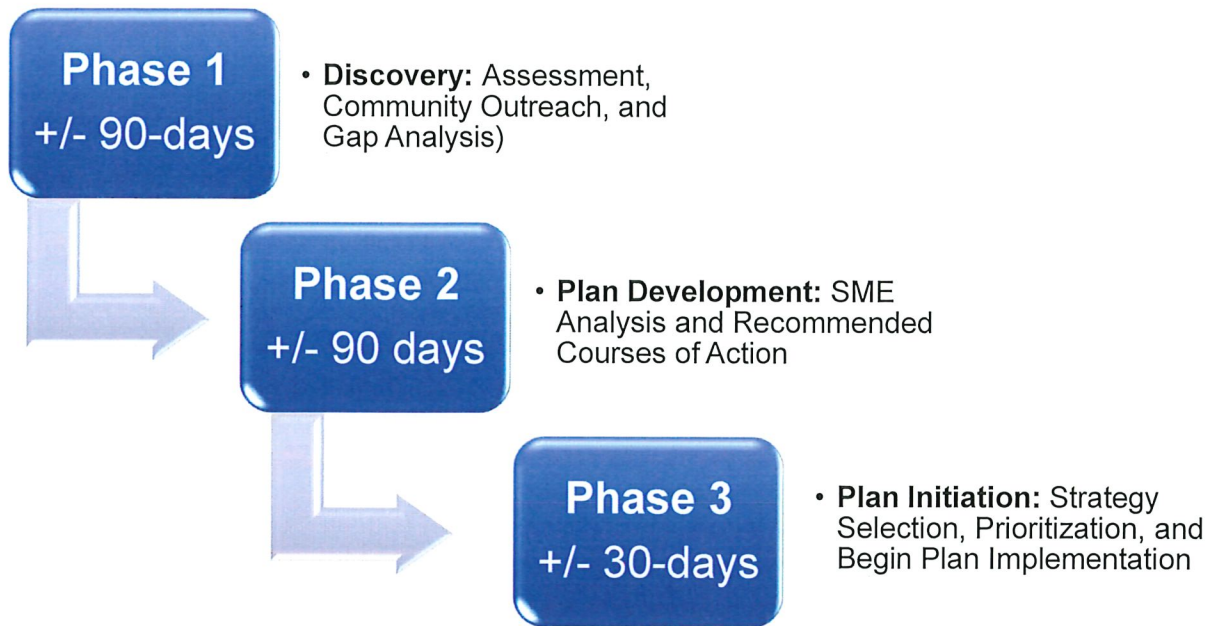 Phase 1
+/- 90-days
• Discovery: Assessment,
Community Outreach, and
Gap Analysis)
Phase 2
+/- 90 days
• Plan Development: SME
Analysis and Recommended
Courses of Action
Phase 3
+/- 30-days
• Plan Initiation: Strategy
Selection, Prioritization, and
Begin Plan Implementation